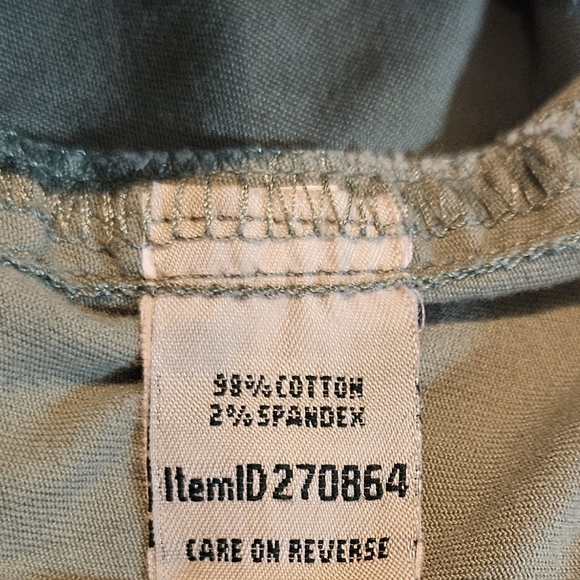 98% COTTON
2% SPANDEX
ItemID 270864
CARE ON REVERSE